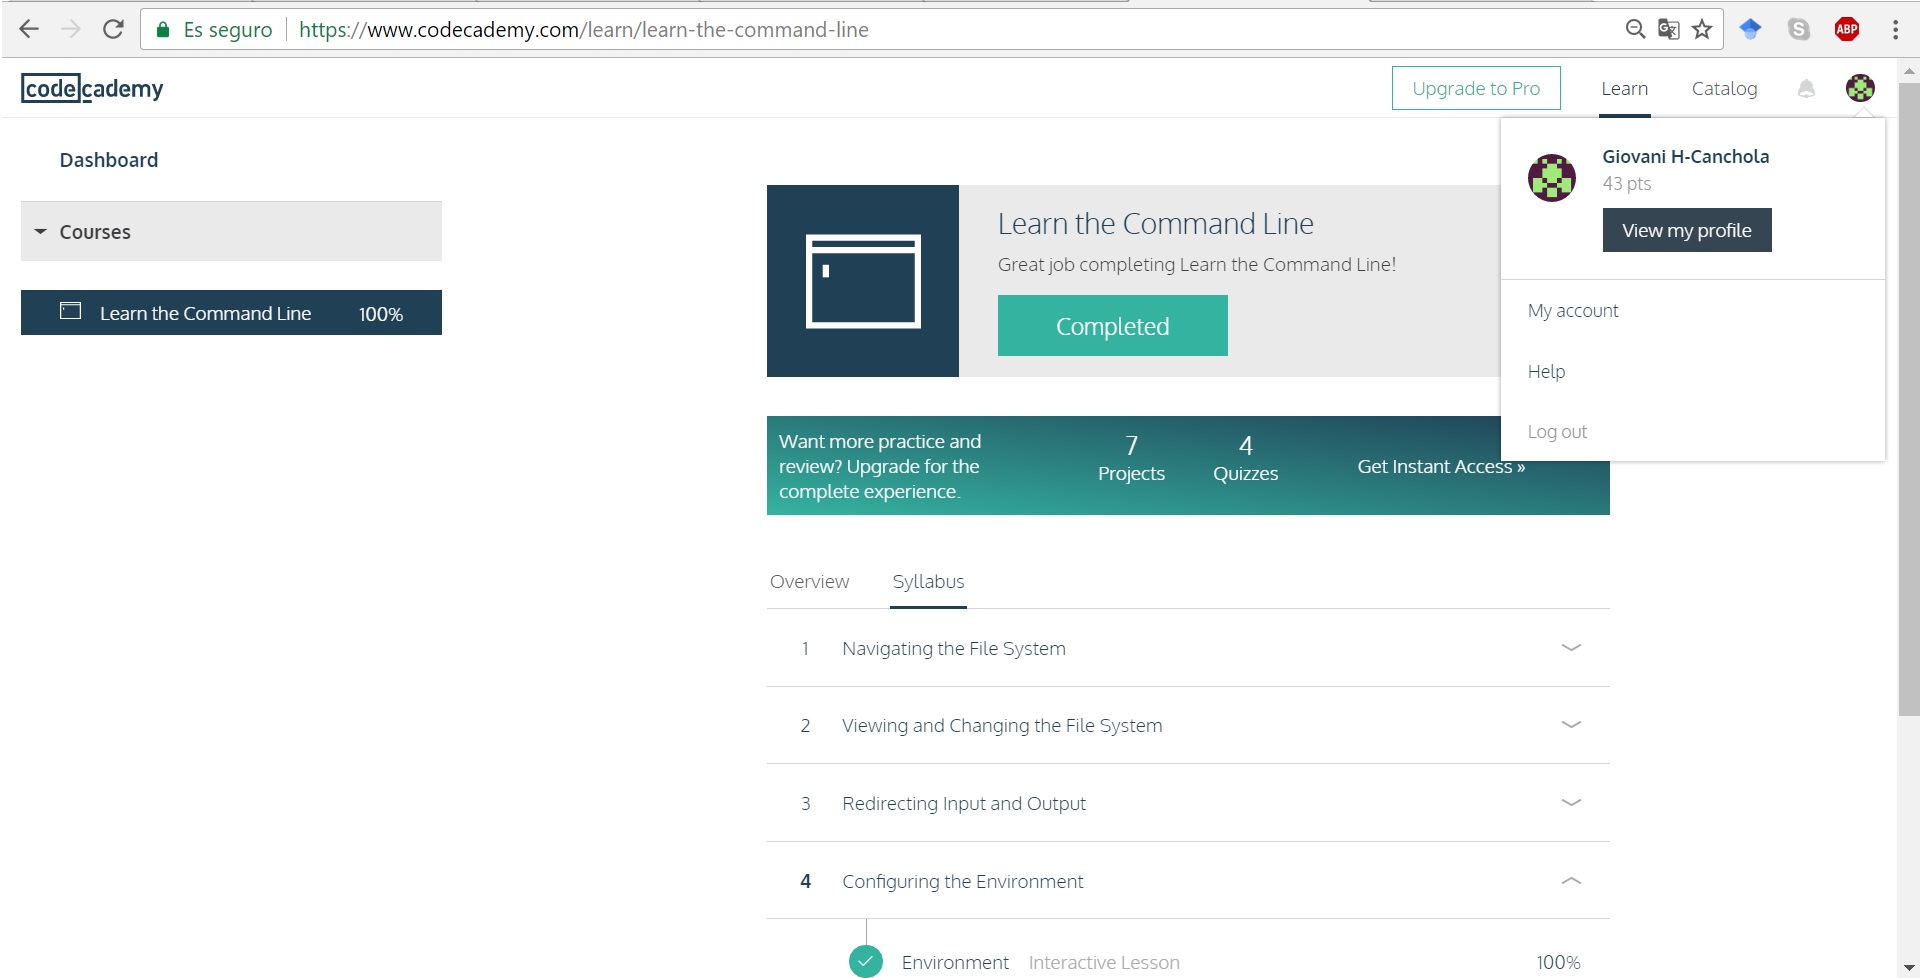 Es seguro https://www.codecademy.com/learn/learn-the-command-line
ABP
codecademy
Upgrade to Pro Learn Catalog
Dashboard
Courses
Learn the Command Line 100%
Giovani H-Canchola
43 pts
View my profile
My account
Help
Log out
Learn the Command Line
Great job completing Learn the Command Line!
Completed
Want more practice and
review? Upgrade for the
complete experience.
7
Projects
4
Quizzes
Get Instant Access »
Overview Syllabus
1 Navigating the File System
2 Viewing and Changing the File System
3 Redirecting Input and Output
4 Configuring the Environment
Environment Interactive Lesson 100%